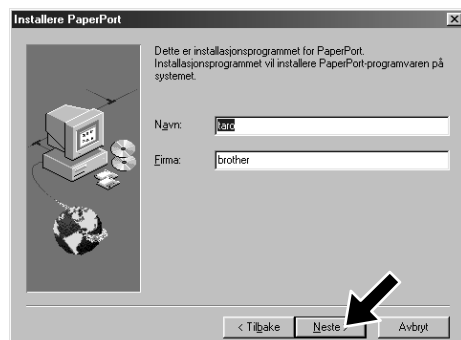 Installere PaperPort
Dette er installasjonsprogrammet for PaperPort.
Installasjonsprogrammet vil installere PaperPort-programvaren på
systemet.
Navn: taro
Firma: brother
< Tilbake Neste > Avbryt